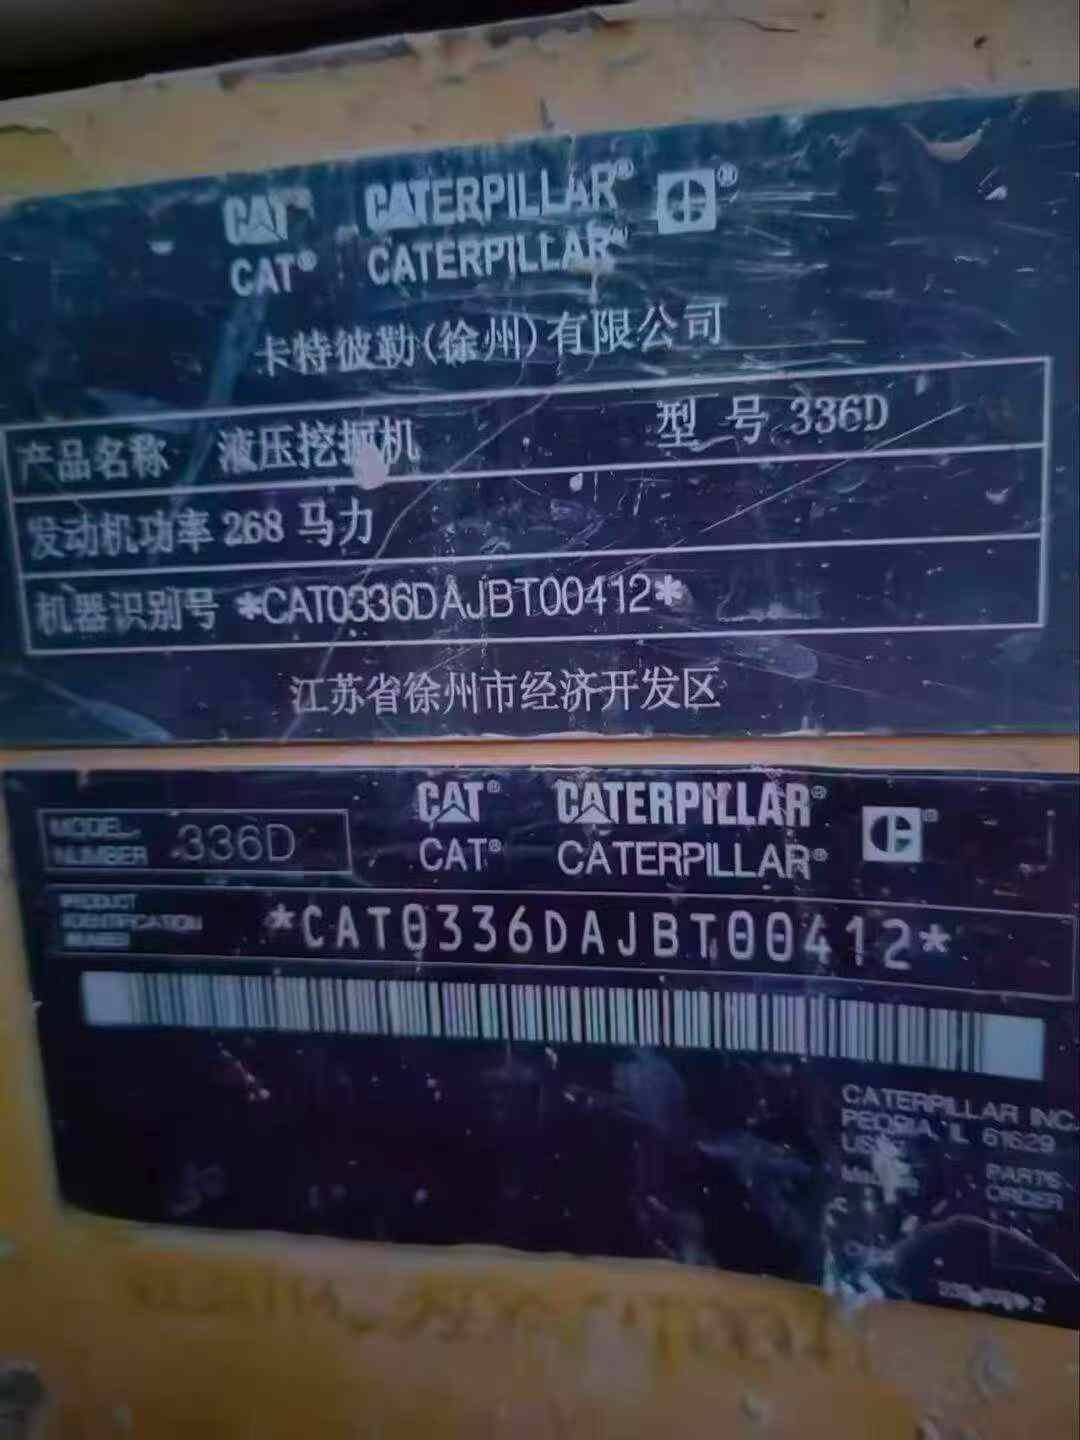 CAT® CATERPILLAR® ®
CAT® CATERPILLAR®
卡特彼勒(徐州)有限公司
产品名称 液压挖掘机 型号 336D
发动机功率 268 马力
机器识别号 *CAT0336DAJBT00412*
江苏省徐州市经济开发区
CAT® CATERPILLAR® ®
MODEL NUMBER 336D
CAT® CATERPILLAR®
PRODUCT IDENTIFICATION NUMBER *CAT0336DAJBT00412*
CATERPILLAR INC.
PEORIA, IL 61629
PARTS
ORDER